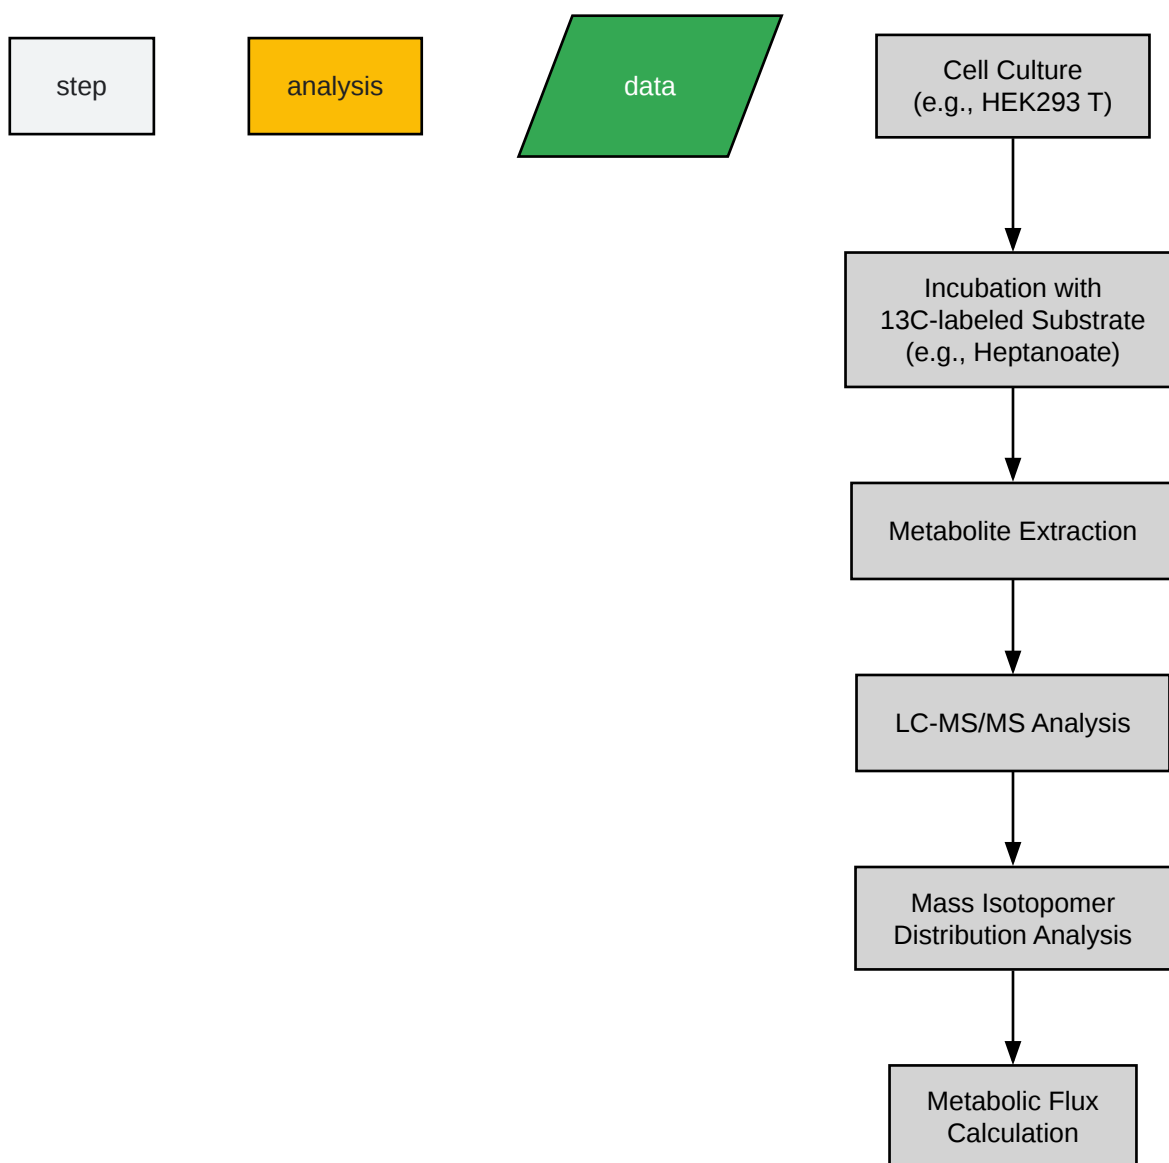 step
analysis
data
Cell Culture
(e.g., HEK293 T)
Incubation with
13C-labeled Substrate
(e.g., Heptanoate)
Metabolite Extraction
LC-MS/MS Analysis
Mass Isotopomer
Distribution Analysis
Metabolic Flux
Calculation